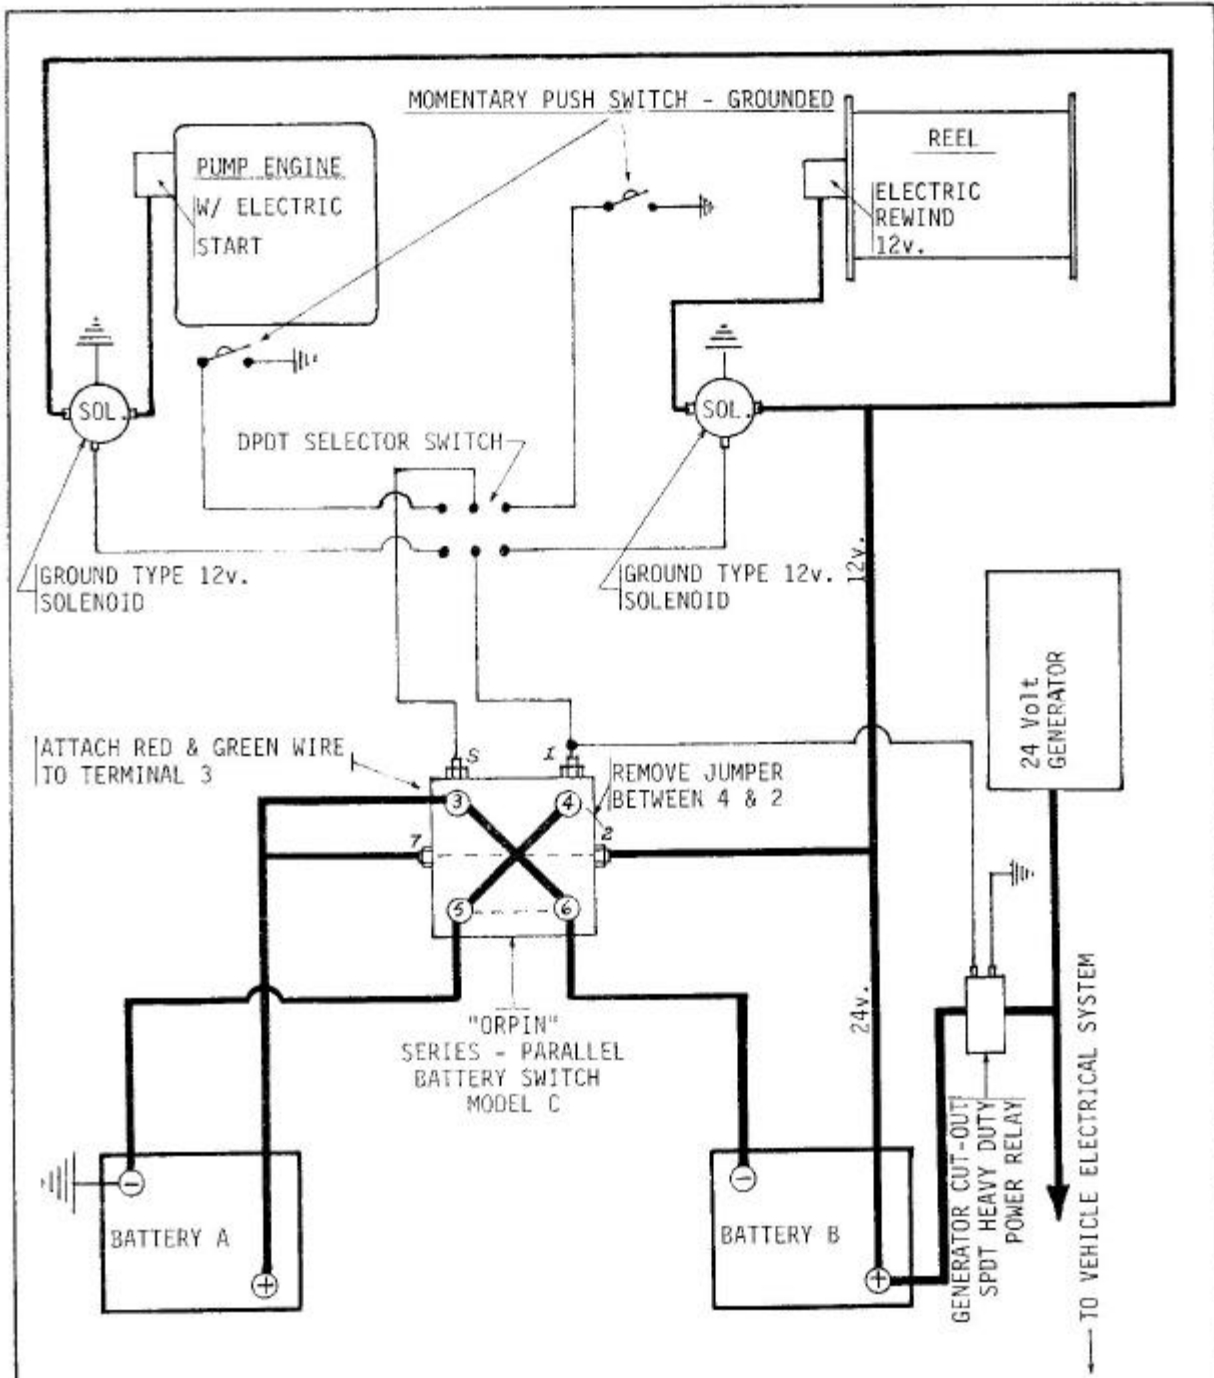 MOMENTARY PUSH SWITCH - GROUNDED
PUMP ENGINE
W/ ELECTRIC
START
REEL
ELECTRIC
REWIND
12v.
SOL.
SOL.
DPDT SELECTOR SWITCH
GROUND TYPE 12v.
SOLENOID
GROUND TYPE 12v.
SOLENOID
12v.
24 Volt
GENERATOR
ATTACH RED & GREEN WIRE
TO TERMINAL 3
S
I
REMOVE JUMPER
BETWEEN 4 & 2
3
4
7
2
5
6
"ORPIN"
SERIES - PARALLEL
BATTERY SWITCH
MODEL C
24v.
GENERATOR CUT-OUT
SPDT HEAVY DUTY
POWER RELAY
TO VEHICLE ELECTRICAL SYSTEM
-
BATTERY A
+
-
BATTERY B
+